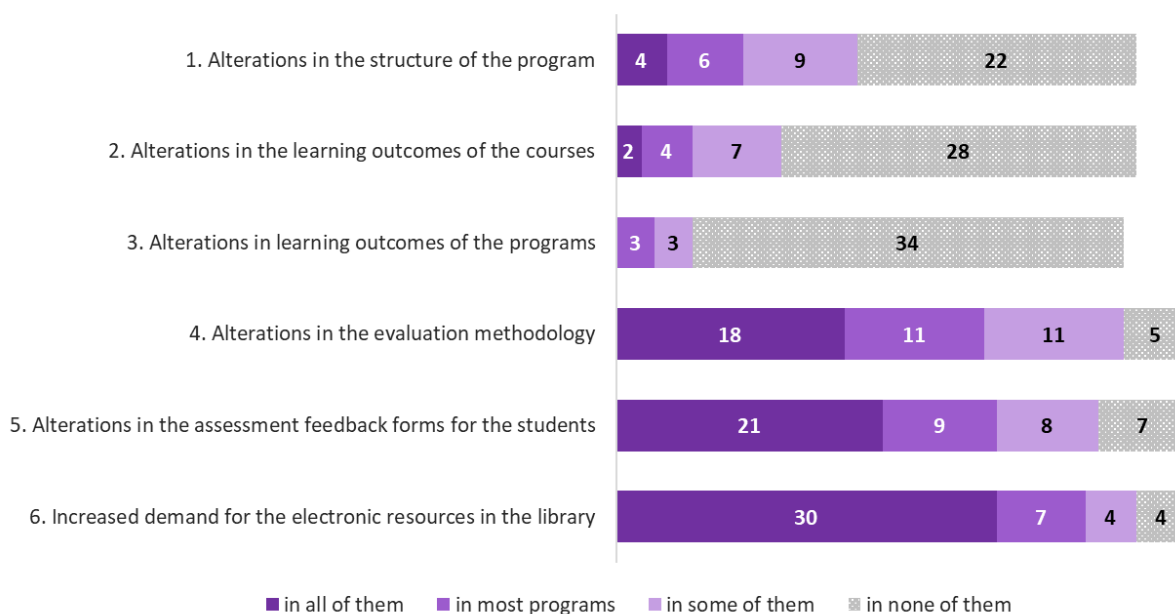 1. Alterations in the structure of the program
4 6 9 22
2. Alterations in the learning outcomes of the courses
2 4 7 28
3. Alterations in learning outcomes of the programs
3 3 34
4. Alterations in the evaluation methodology
18 11 11 5
5. Alterations in the assessment feedback forms for the students
21 9 8 7
6. Increased demand for the electronic resources in the library
30 7 4 4
in all of them in most programs in some of them in none of them